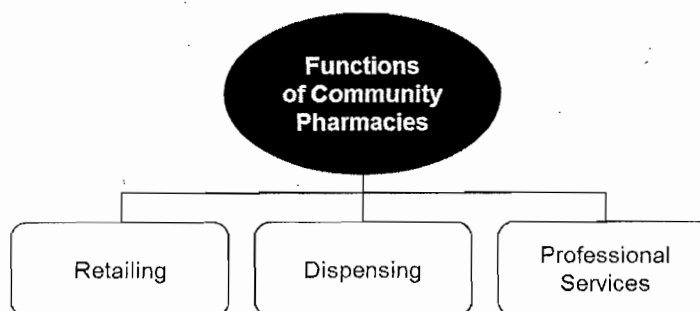 Functions
of Community
Pharmacies
Retailing
Dispensing
Professional
Services